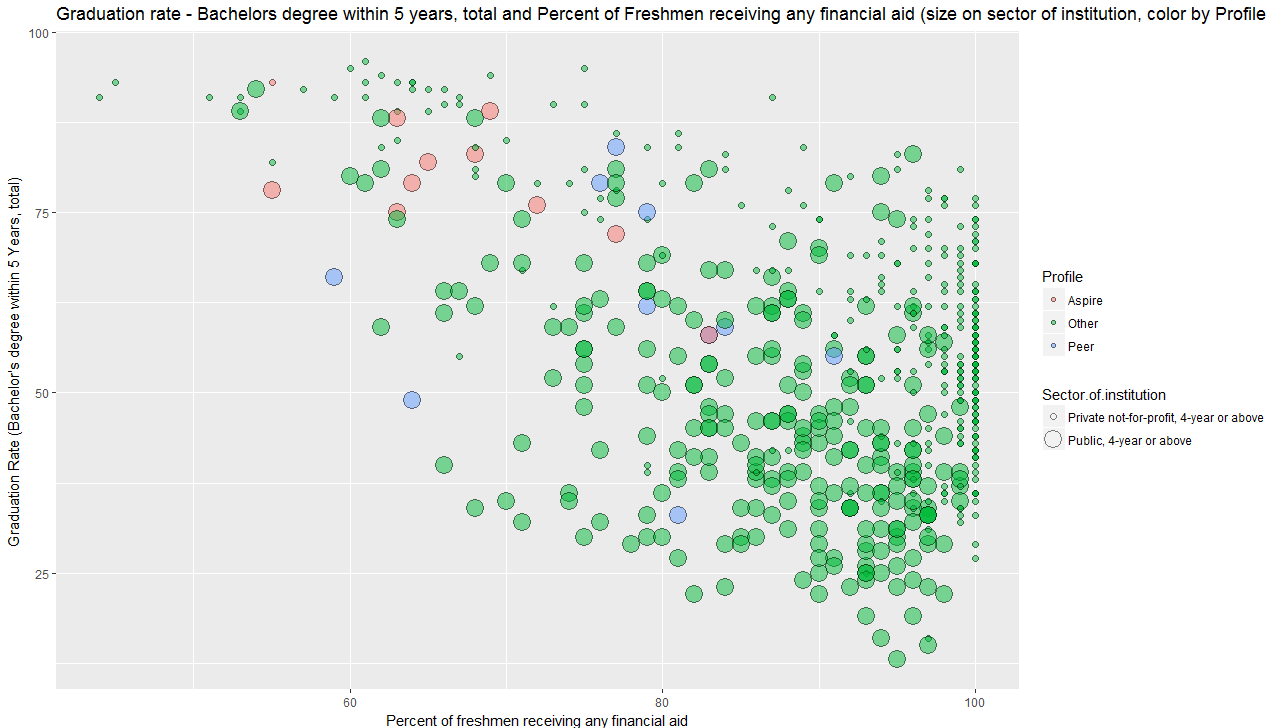 Graduation rate - Bachelors degree within 5 years, total and Percent of Freshmen receiving any financial aid (size on sector of institution, color by Profile
Graduation Rate (Bachelor's degree within 5 Years, total)
100
75
50
25
60
80
100
Percent of freshmen receiving any financial aid
Profile
Aspire
Other
Peer
Sector.of.institution
Private not-for-profit, 4-year or above
Public, 4-year or above